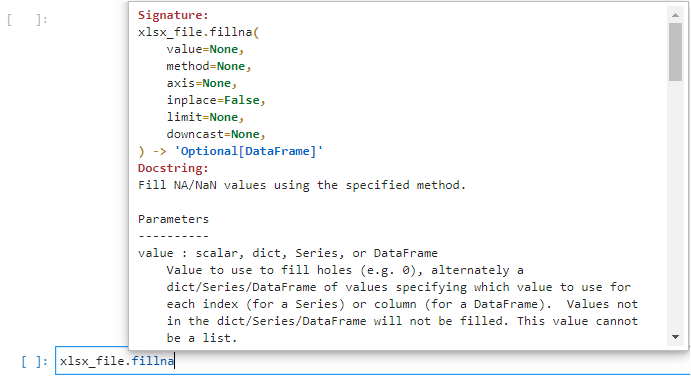 [ ]:
Signature:
xlsx_file.fillna(
    value=None,
    method=None,
    axis=None,
    inplace=False,
    limit=None,
    downcast=None,
) -> 'Optional[DataFrame]'
Docstring:
Fill NA/NaN values using the specified method.
Parameters
----------
value : scalar, dict, Series, or DataFrame
    Value to use to fill holes (e.g. 0), alternately a
    dict/Series/DataFrame of values specifying which value to use for
    each index (for a Series) or column (for a DataFrame).  Values not
    in the dict/Series/DataFrame will not be filled. This value cannot
    be a list.
[ ]: xlsx_file.fillna